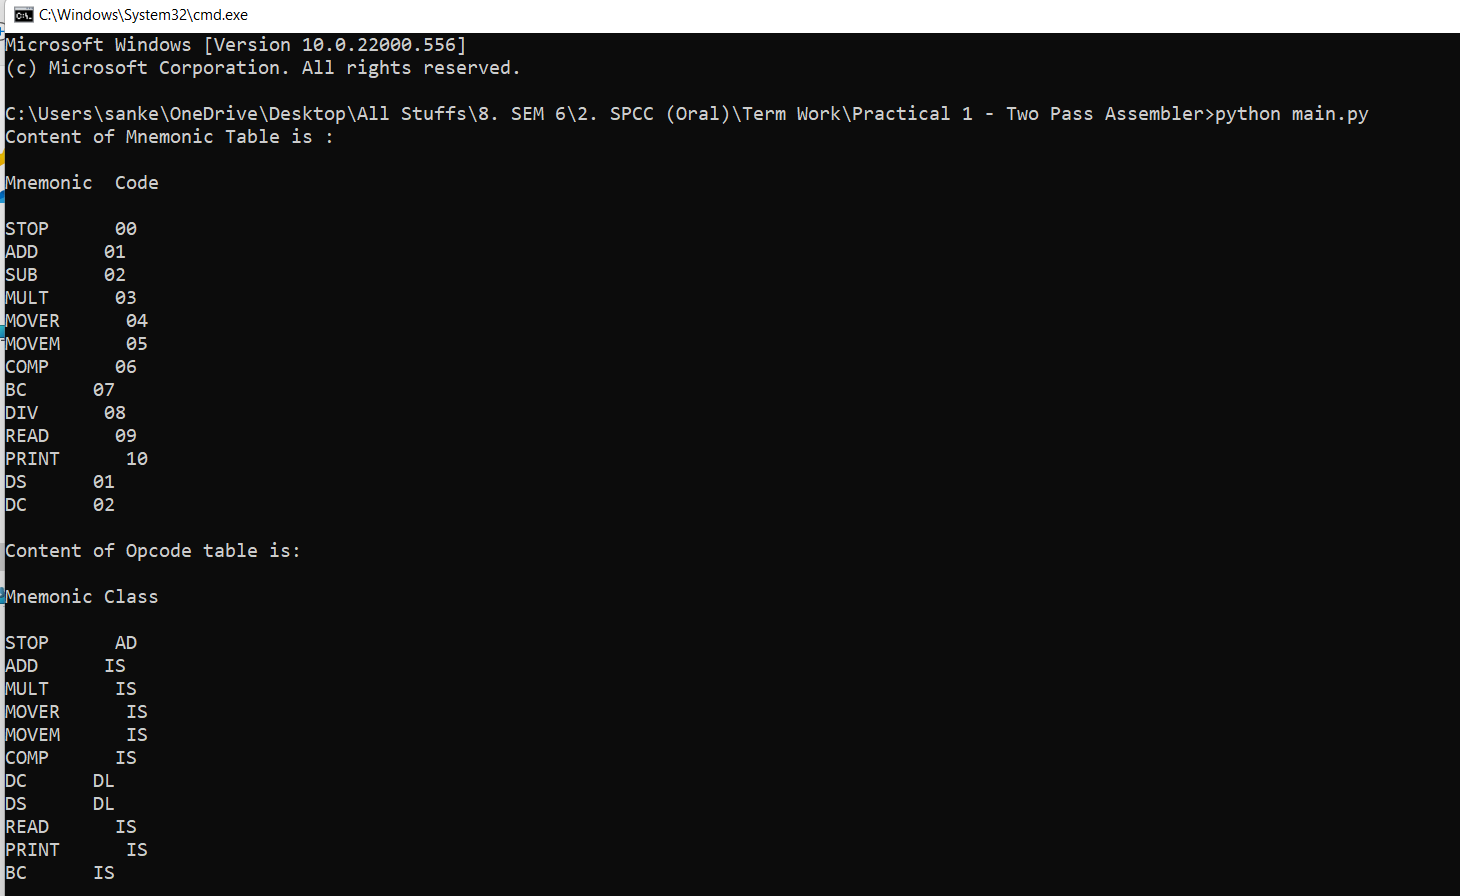 C:\Windows\System32\cmd.exe
Microsoft Windows [Version 10.0.22000.556]
(c) Microsoft Corporation. All rights reserved.
C:\Users\sanke\OneDrive\Desktop\All Stuffs\8. SEM 6\2. SPCC (Oral)\Term Work\Practical 1 - Two Pass Assembler>python main.py
Content of Mnemonic Table is :
Mnemonic  Code
STOP      00
ADD      01
SUB      02
MULT      03
MOVER      04
MOVEM      05
COMP      06
BC      07
DIV      08
READ      09
PRINT      10
DS      01
DC      02
Content of Opcode table is:
Mnemonic Class
STOP      AD
ADD      IS
MULT      IS
MOVER      IS
MOVEM      IS
COMP      IS
DC      DL
DS      DL
READ      IS
PRINT      IS
BC      IS